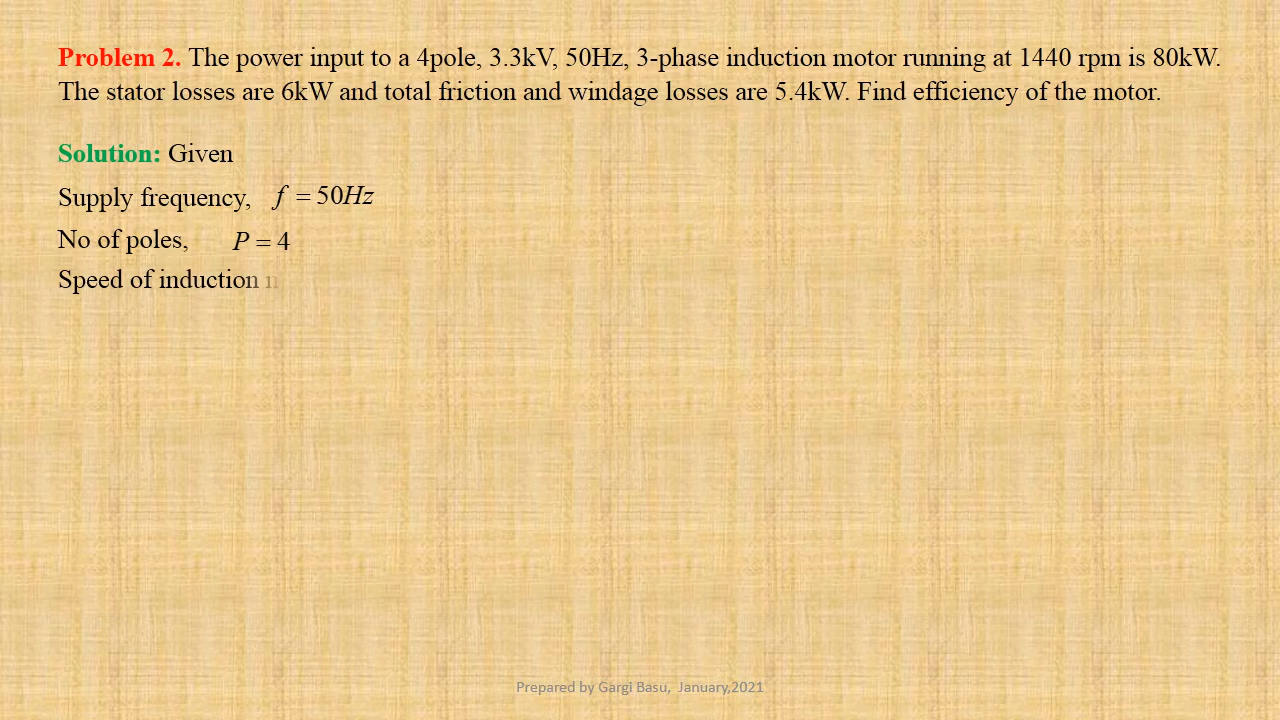 Problem 2. The power input to a 4pole, 3.3kV, 50Hz, 3-phase induction motor running at 1440 rpm is 80kW.
The stator losses are 6kW and total friction and windage losses are 5.4kW. Find efficiency of the motor.
Solution: Given
Supply frequency, f = 50Hz
No of poles, P = 4
Speed of induction
Prepared by Gargi Basu, January,2021